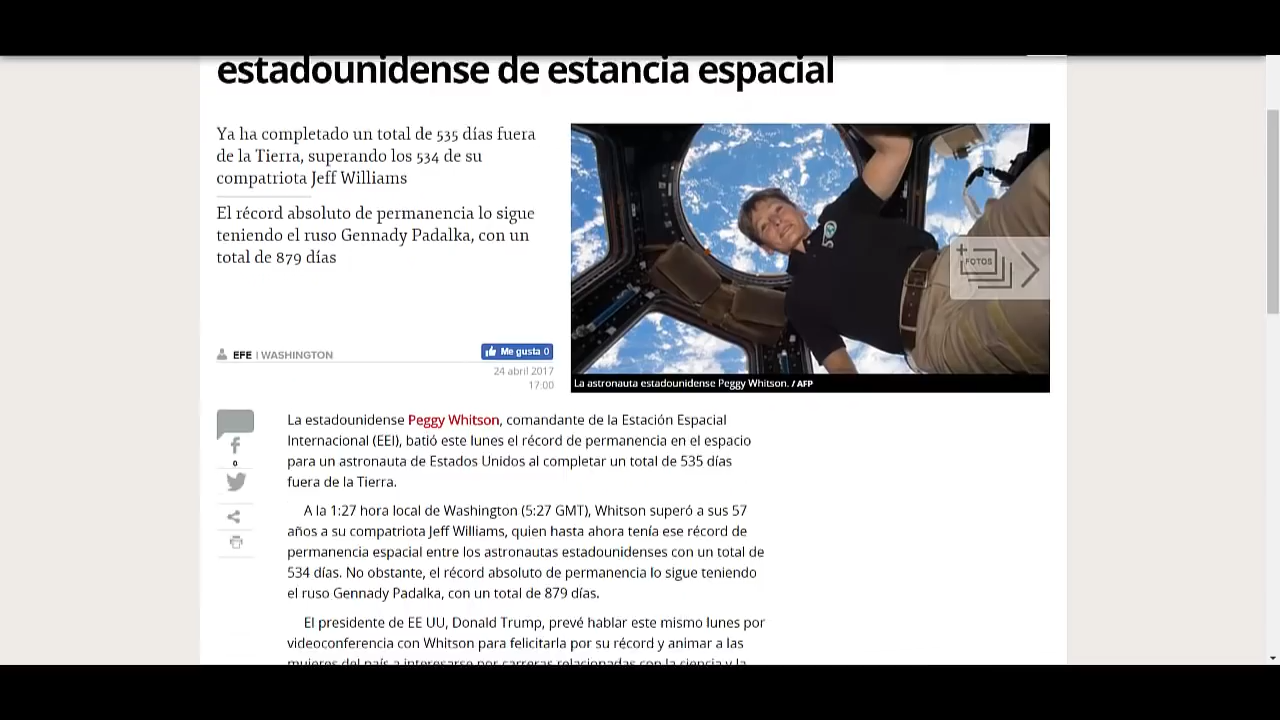 estadounidense de estancia espacial
Ya ha completado un total de 535 días fuera
de la Tierra, superando los 534 de su
compatriota Jeff Williams
El récord absoluto de permanencia lo sigue
teniendo el ruso Gennady Padalka, con un
total de 879 días
FOTOS
EFE | WASHINGTON
Me gusta 0
24 abril 2017
17:00
La astronauta estadounidense Peggy Whitson. / AFP
0
La estadounidense Peggy Whitson, comandante de la Estación Espacial
Internacional (EEI), batió este lunes el récord de permanencia en el espacio
para un astronauta de Estados Unidos al completar un total de 535 días
fuera de la Tierra.
A la 1:27 hora local de Washington (5:27 GMT), Whitson superó a sus 57
años a su compatriota Jeff Williams, quien hasta ahora tenía ese récord de
permanencia espacial entre los astronautas estadounidenses con un total de
534 días. No obstante, el récord absoluto de permanencia lo sigue teniendo
el ruso Gennady Padalka, con un total de 879 días.
El presidente de EE UU, Donald Trump, prevé hablar este mismo lunes por
videoconferencia con Whitson para felicitarla por su récord y animar a las
mujeres del país a interesarse por carreras relacionadas con la ciencia y la